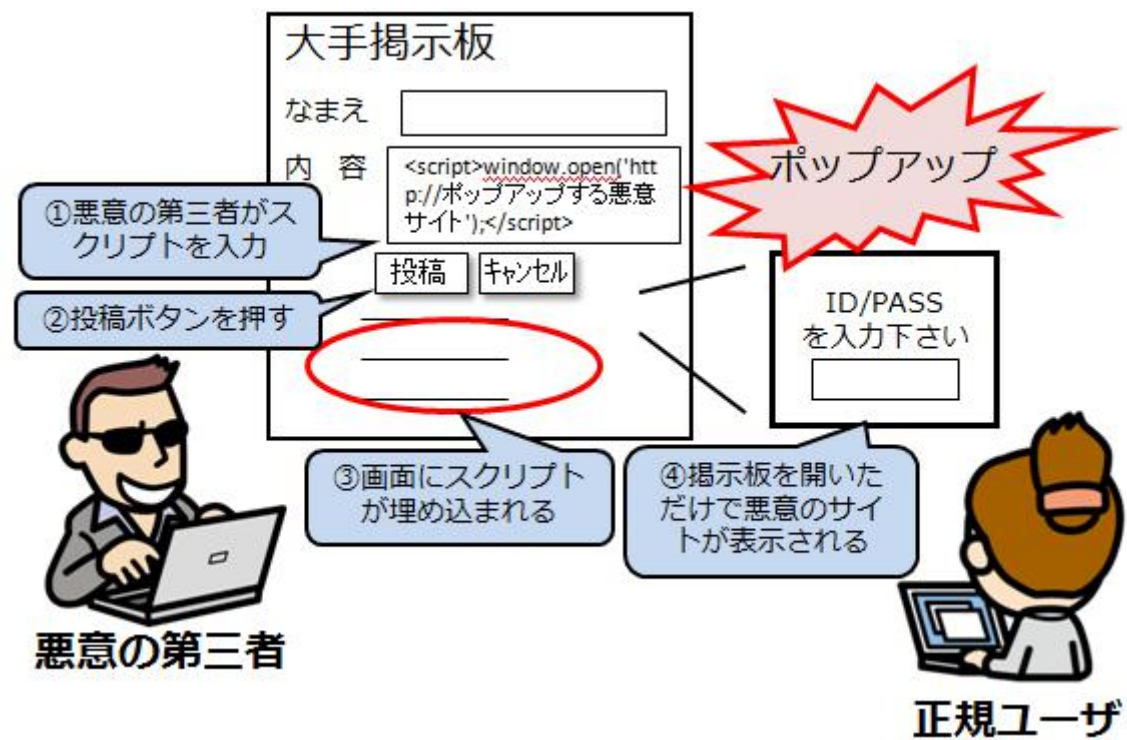 大手掲示板
なまえ
内 容
<script>window.open('htt
p://ポップアップする悪意
サイト');</script>
ポップアップ
①悪意の第三者がス
クリプトを入力
投稿
キャンセル
②投稿ボタンを押す
ID/PASS
を入力下さい
③画面にスクリプト
が埋め込まれる
④掲示板を開いた
だけで悪意のサイ
トが表示される
悪意の第三者
正規ユーザ